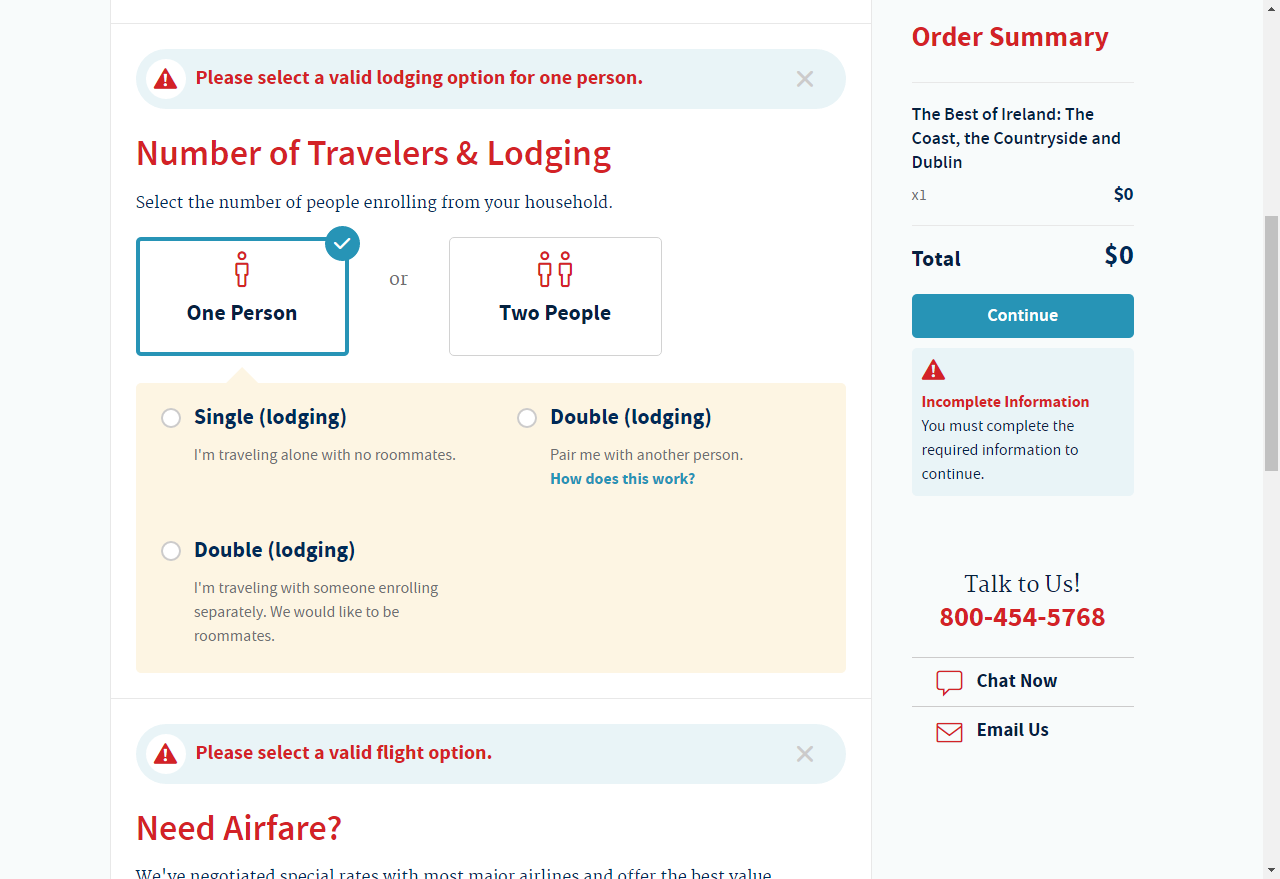 Please select a valid lodging option for one person.
Number of Travelers & Lodging
Select the number of people enrolling from your household.
One Person
or
Two People
Single (lodging)
I'm traveling alone with no roommates.
Double (lodging)
Pair me with another person.
How does this work?
Double (lodging)
I'm traveling with someone enrolling
separately. We would like to be
roommates.
Please select a valid flight option.
Need Airfare?
We've negotiated special rates with most major airlines and offer the best value
Order Summary
The Best of Ireland: The
Coast, the Countryside and
Dublin
x1 $0
Total $0
Continue
Incomplete Information
You must complete the
required information to
continue.
Talk to Us!
800-454-5768
Chat Now
Email Us